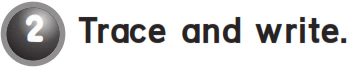 2 Trace and write.